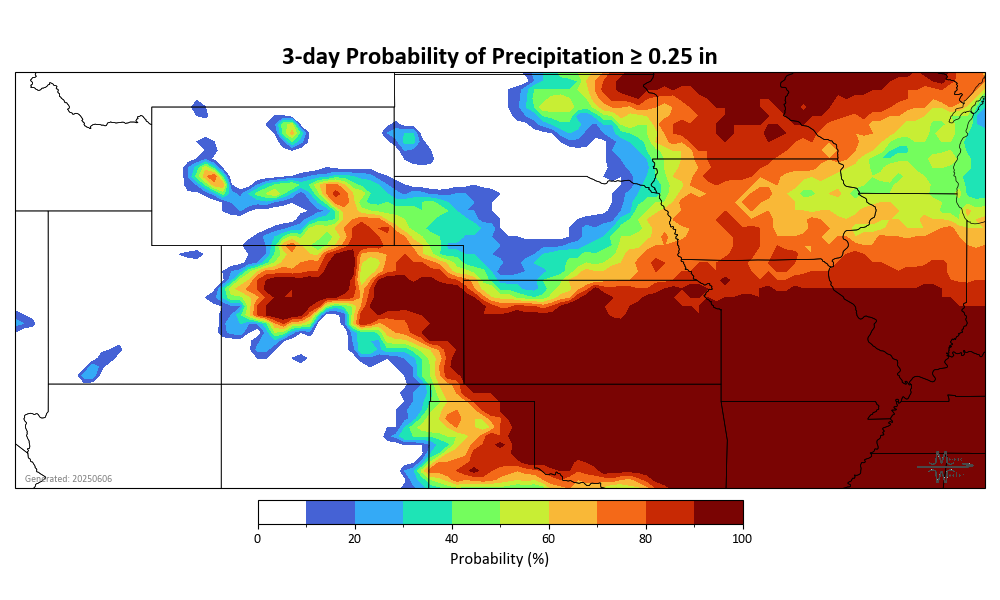 3-day Probability of Precipitation ≥ 0.25 in
Generated: 20250606
0 20 40 60 80 100
Probability (%)